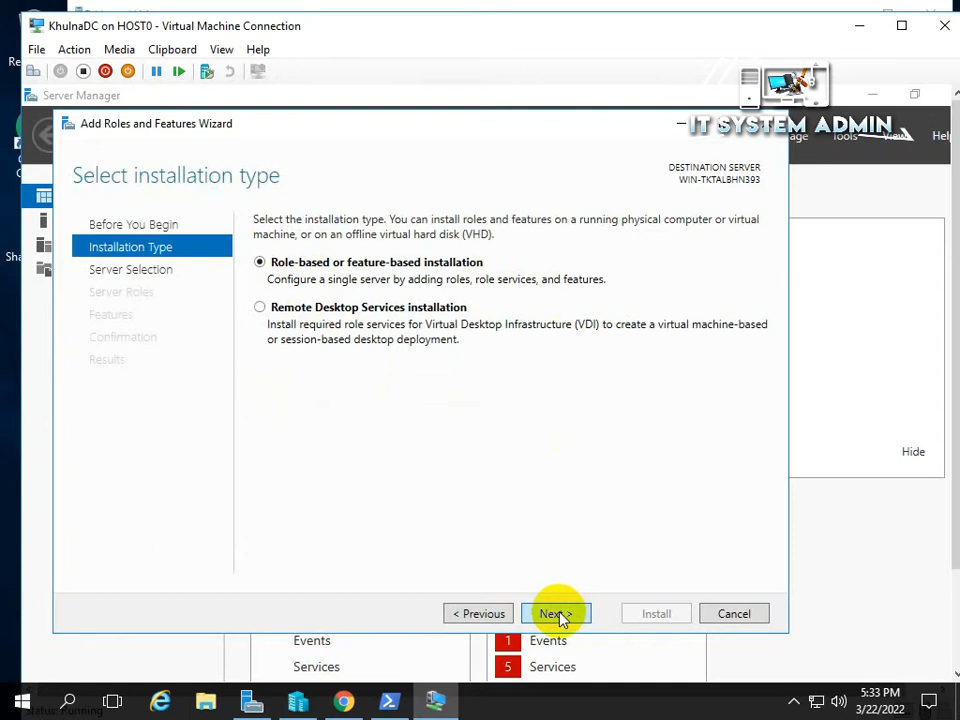 KhulnaDC on HOST0 - Virtual Machine Connection
File Action Media Clipboard View Help
Server Manager
IT SYSTEM ADMIN
Tools View Help
Add Roles and Features Wizard
Select installation type
DESTINATION SERVER
WIN-TKTALBHN393
Before You Begin
Installation Type
Server Selection
Server Roles
Features
Confirmation
Results
Select the installation type. You can install roles and features on a running physical computer or virtual
machine, or on an offline virtual hard disk (VHD).
Role-based or feature-based installation
Configure a single server by adding roles, role services, and features.
Remote Desktop Services installation
Install required role services for Virtual Desktop Infrastructure (VDI) to create a virtual machine-based
or session-based desktop deployment.
Hide
< Previous Next > Install Cancel
Events 1 Events
Services 5 Services
Status: Running
5:33 PM
3/22/2022